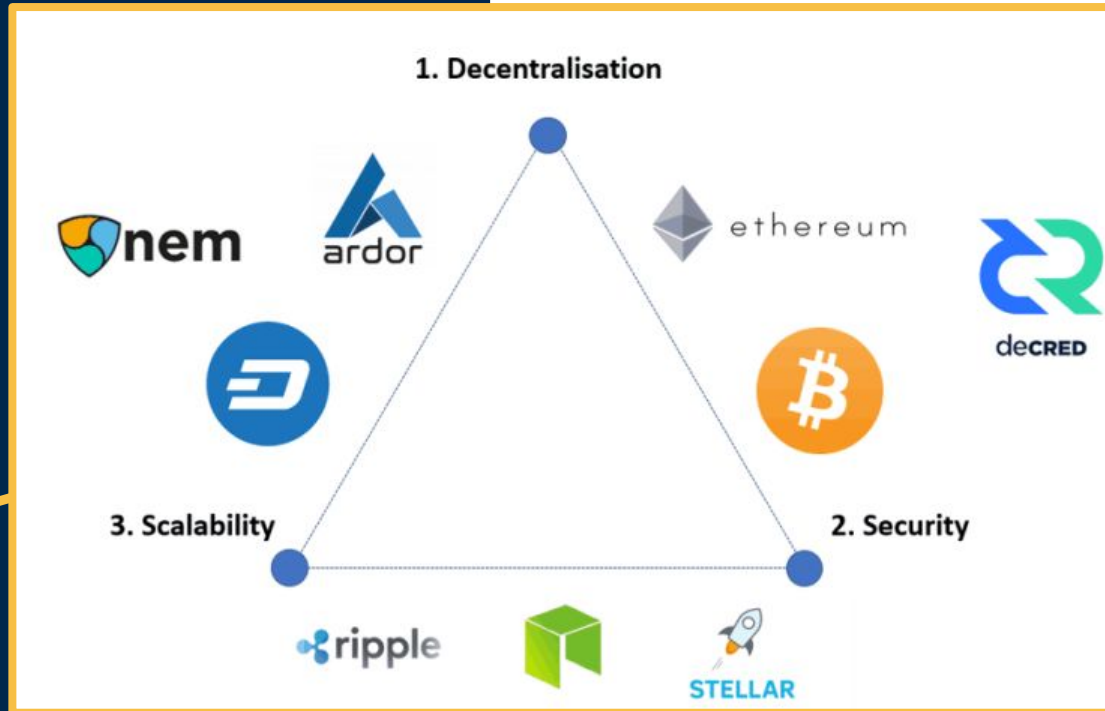 1. Decentralisation
nem
ardor
ethereum
deCRED
3. Scalability
2. Security
ripple
STELLAR